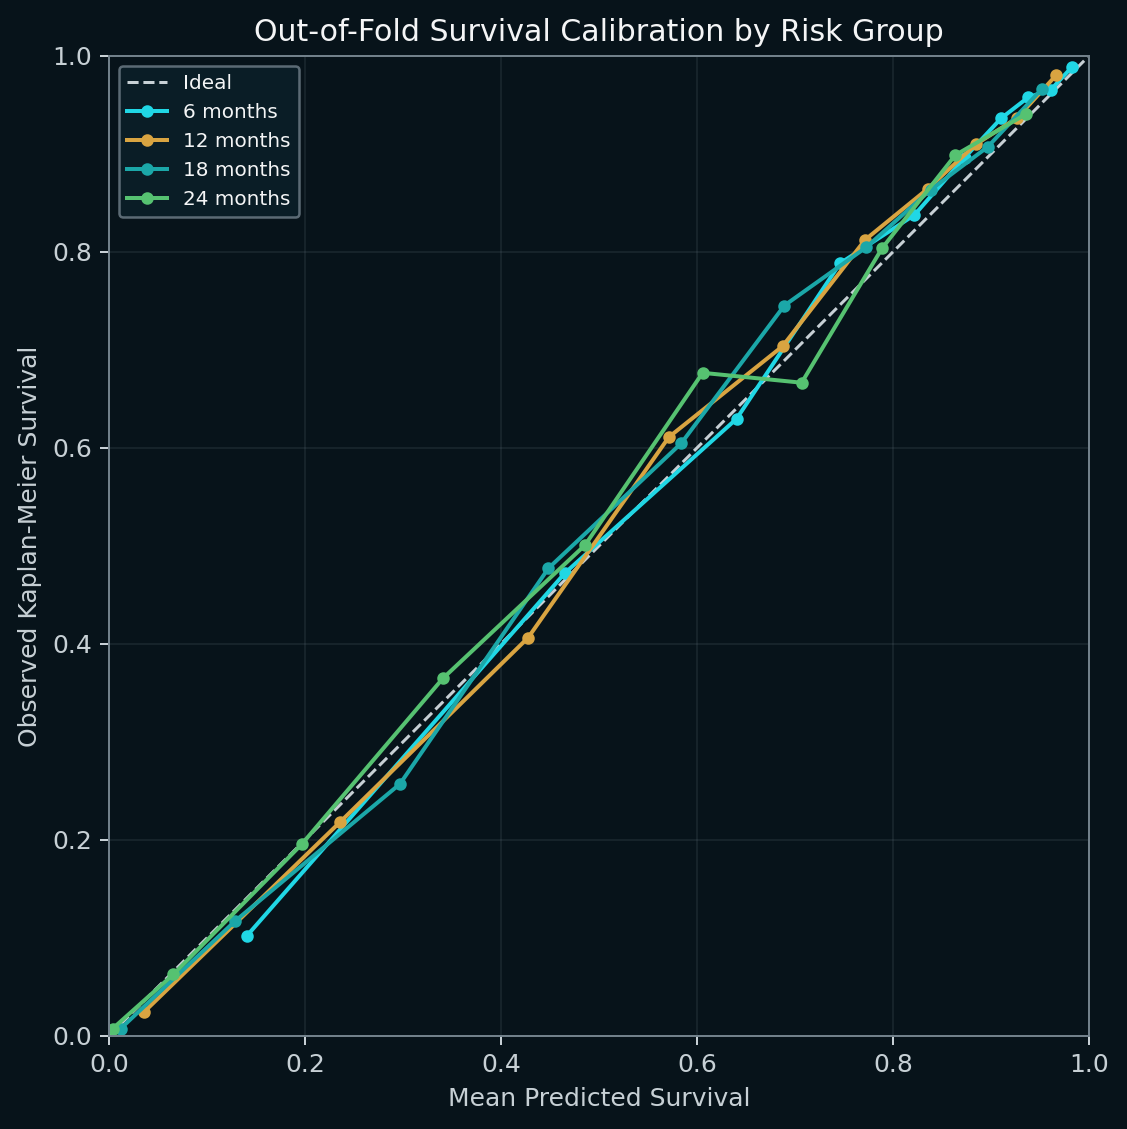 Out-of-Fold Survival Calibration by Risk Group
1.0
0.8
0.6
0.4
0.2
0.0
Observed Kaplan-Meier Survival
Ideal
6 months
12 months
18 months
24 months
0.0 0.2 0.4 0.6 0.8 1.0
Mean Predicted Survival